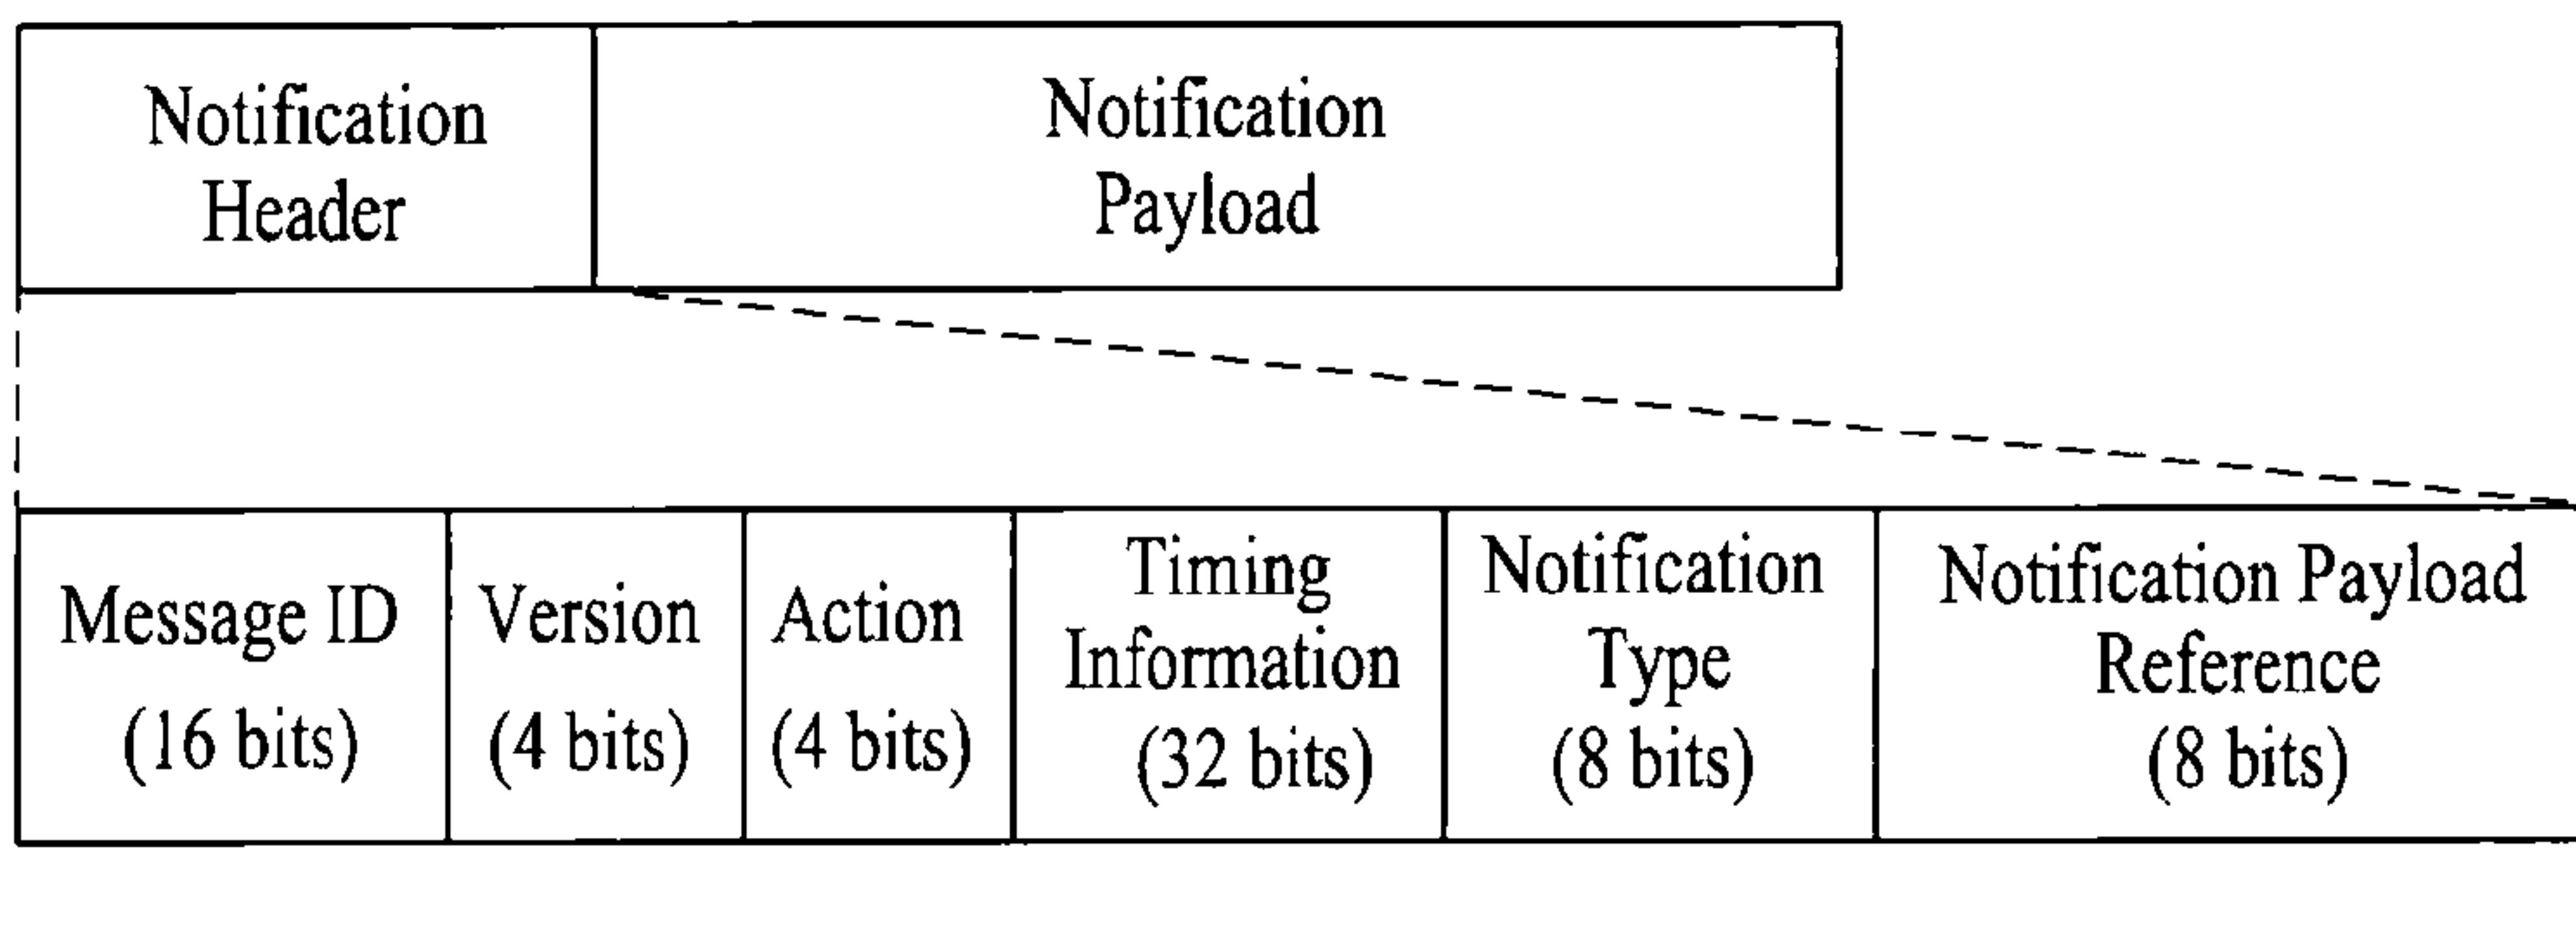 Notification
Header
Notification
Payload
Message ID
(16 bits)
Version
(4 bits)
Action
(4 bits)
Timing
Information
(32 bits)
Notification
Type
(8 bits)
Notification Payload
Reference
(8 bits)